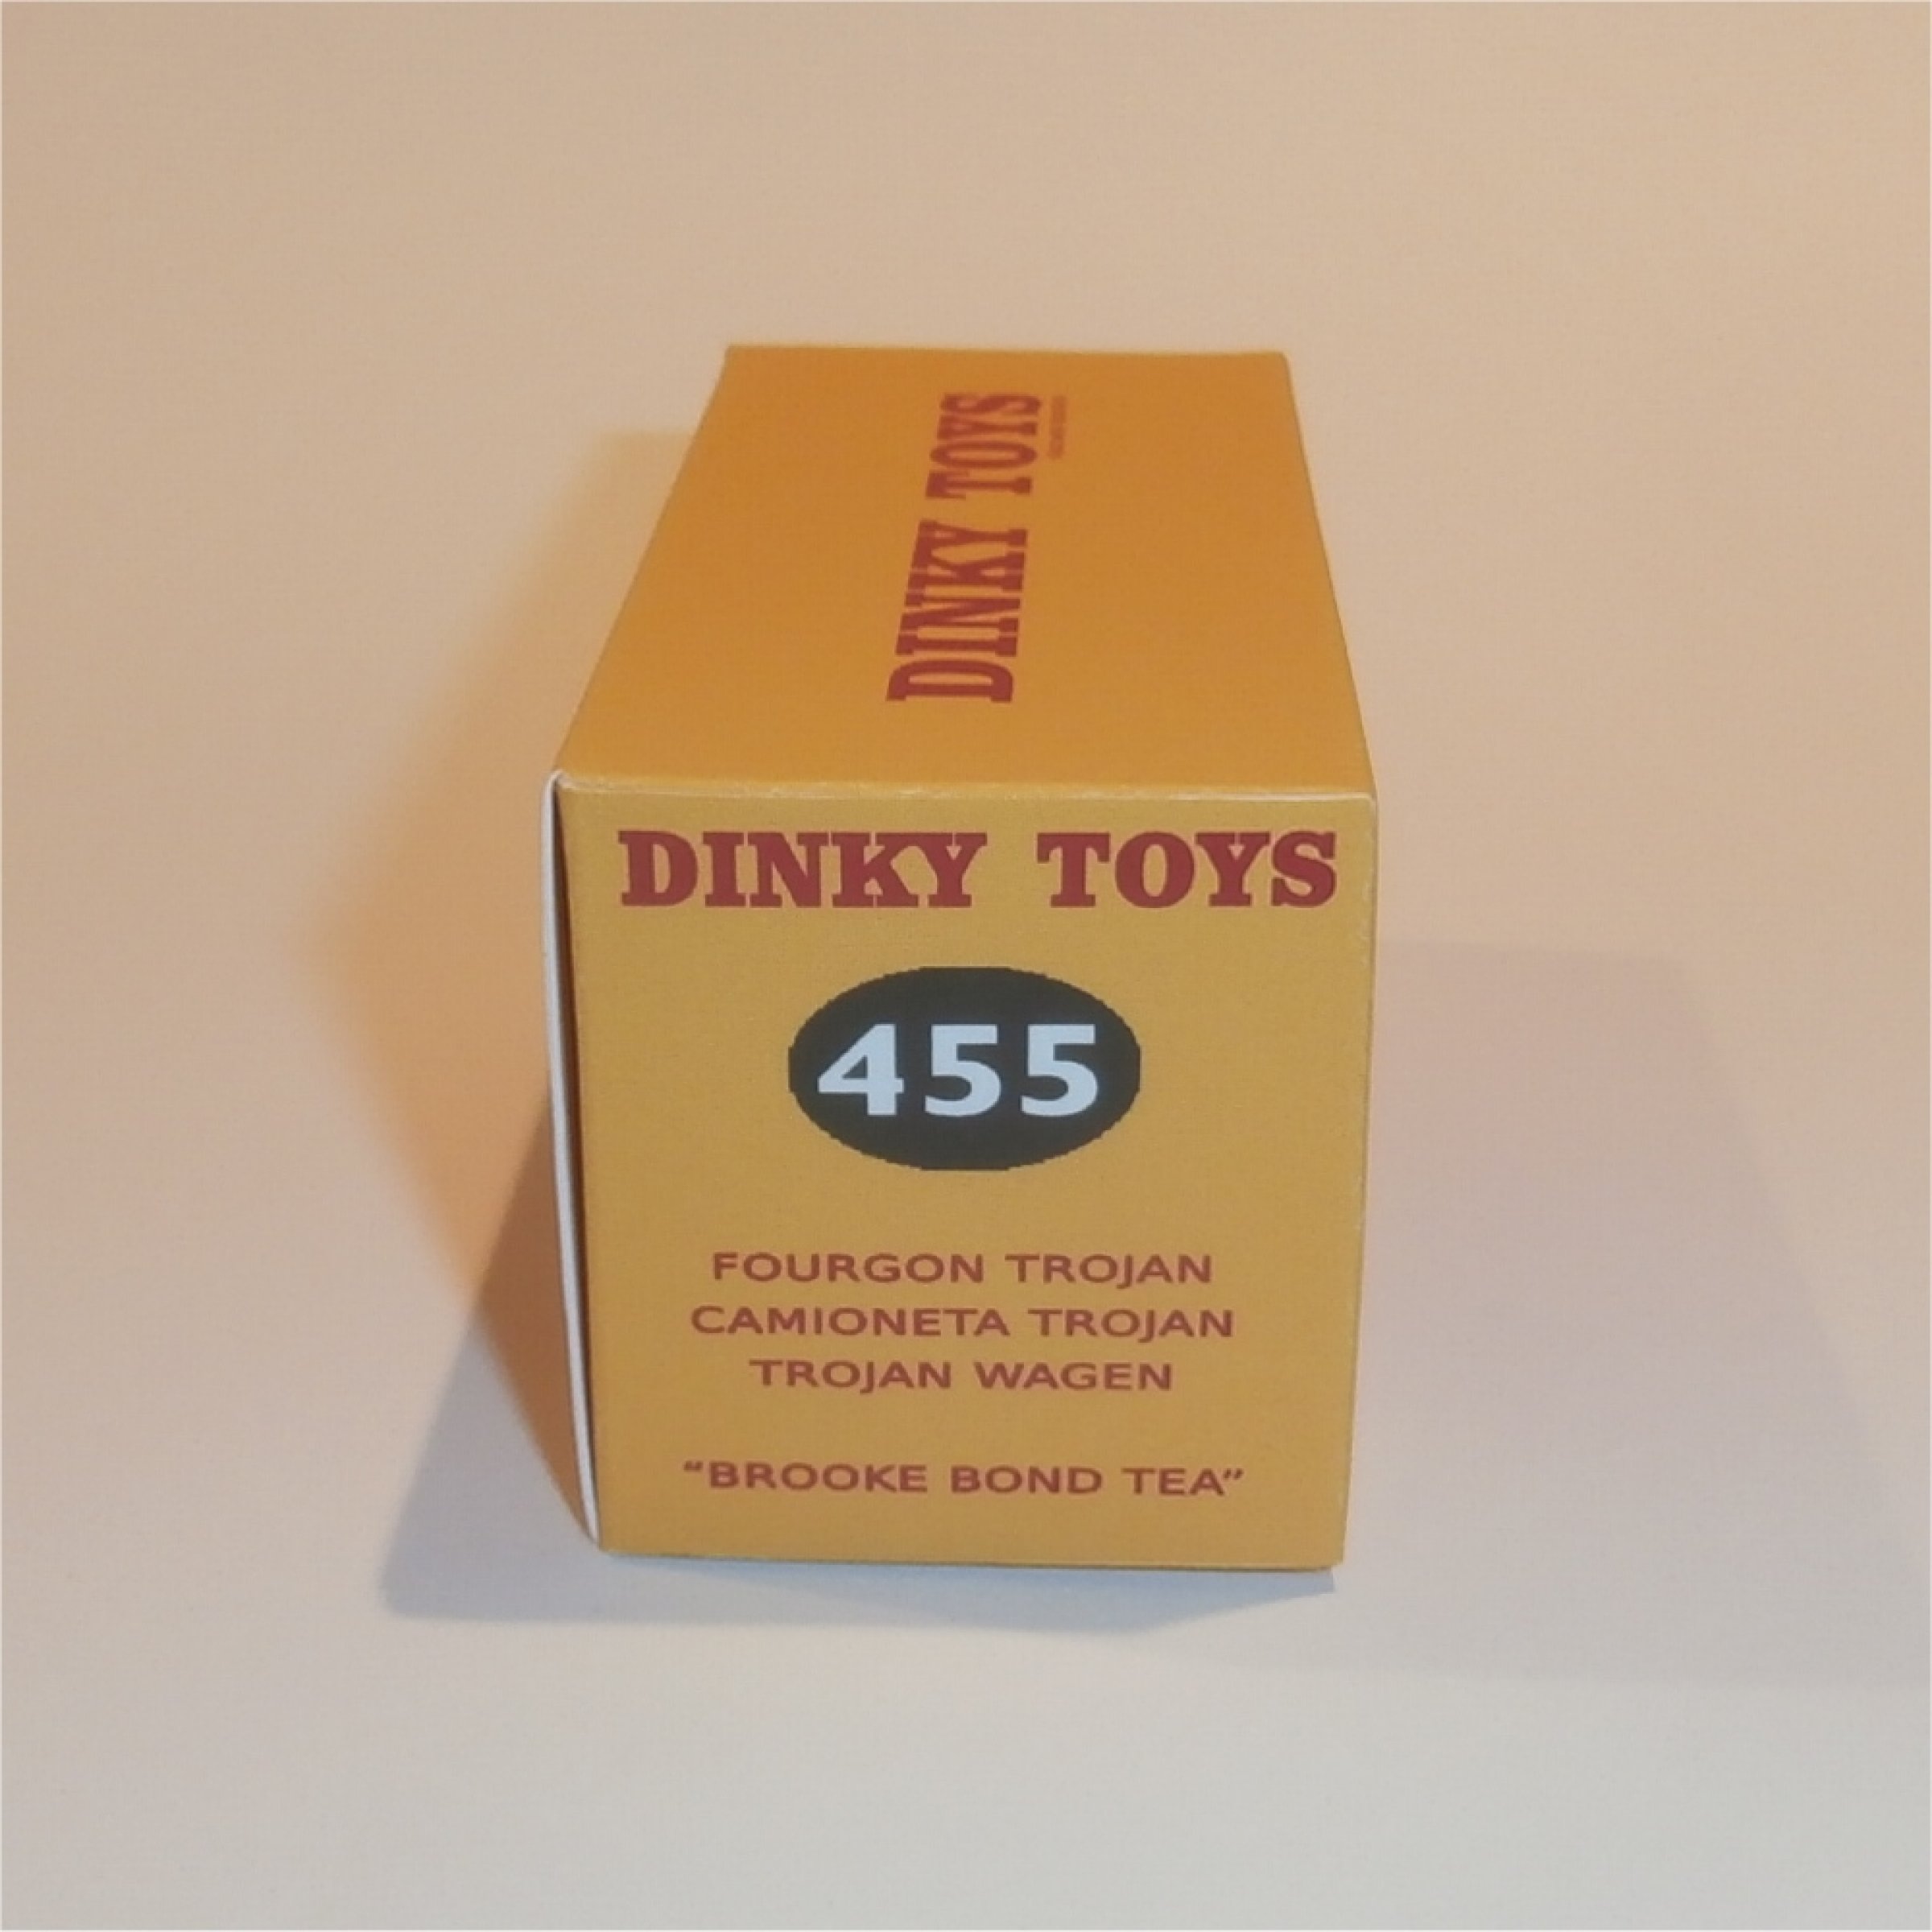 DINKY TOYS
DINKY TOYS
455
FOURGON TROJAN
CAMIONETA TROJAN
TROJAN WAGEN
“BROOKE BOND TEA”